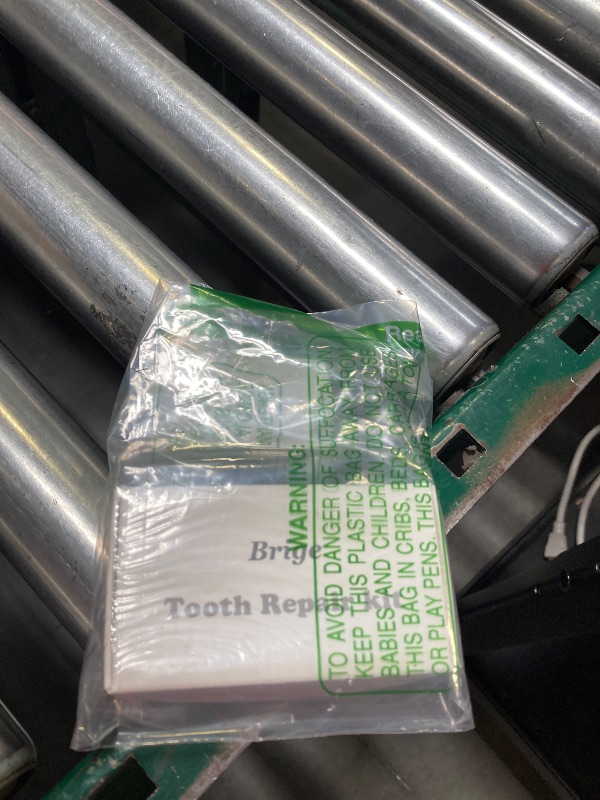 Brige
Tooth Repair Kit
WARNING:
TO AVOID DANGER OF SUFFOCATION
KEEP THIS PLASTIC BAG AWAY FROM
BABIES AND CHILDREN. DO NOT USE
THIS BAG IN CRIBS, BEDS, CARRIAGES
OR PLAY PENS. THIS